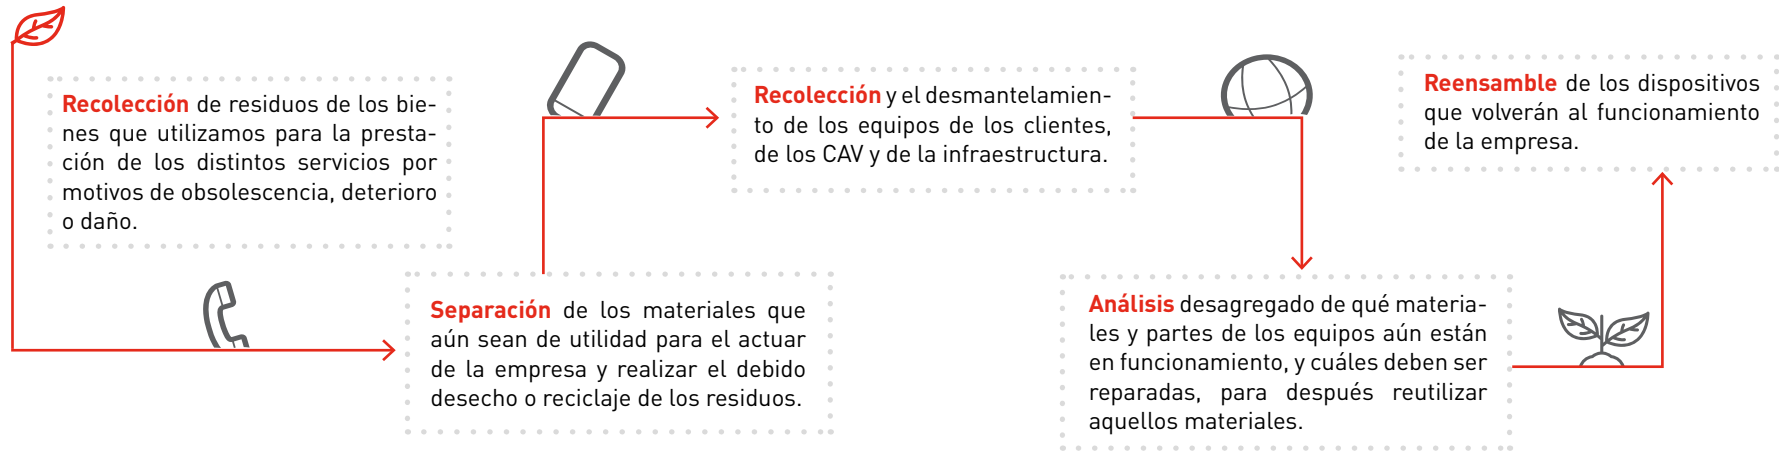 Recolección de residuos de los bie-
nes que utilizamos para la presta-
ción de los distintos servicios por
motivos de obsolescencia, deterioro
o daño.
Separación de los materiales que
aún sean de utilidad para el actuar
de la empresa y realizar el debido
desecho o reciclaje de los residuos.
Recolección y el desmantelamien-
to de los equipos de los clientes,
de los CAV y de la infraestructura.
Análisis desagregado de qué materia-
les y partes de los equipos aún están
en funcionamiento, y cuáles deben ser
reparadas, para después reutilizar
aquellos materiales.
Reensamble de los dispositivos
que volverán al funcionamiento
de la empresa.